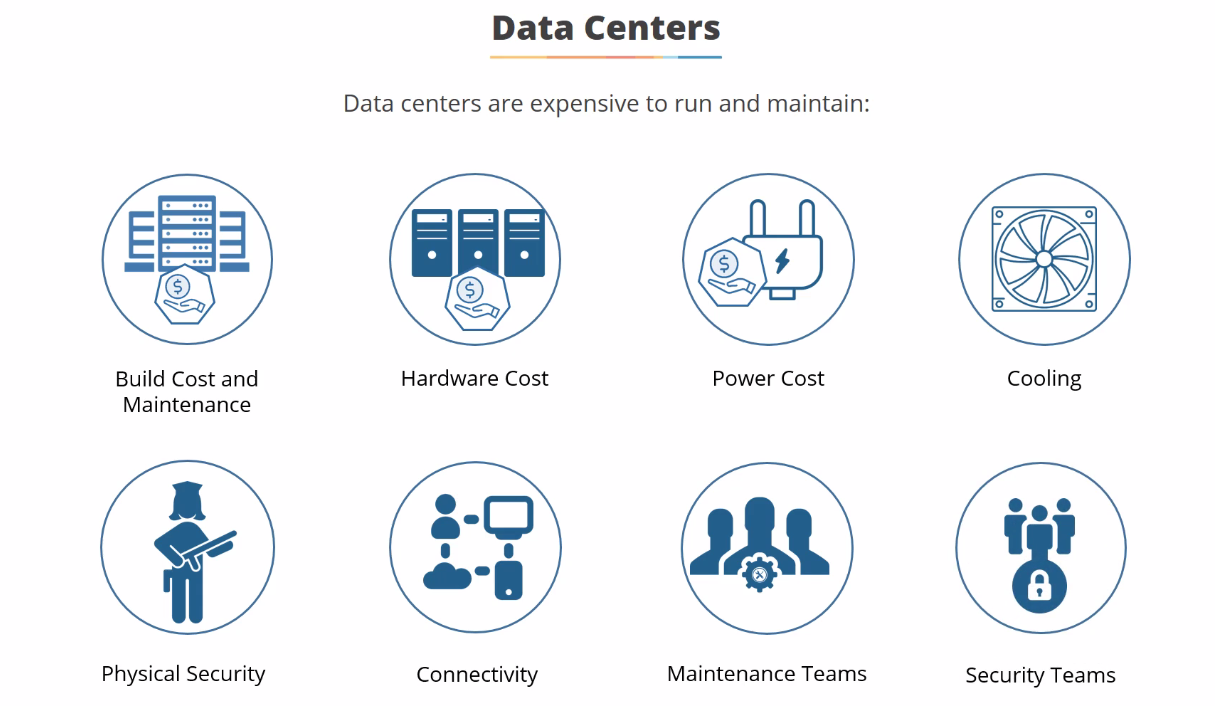 Data Centers
Data centers are expensive to run and maintain:
$
$
$
Build Cost and
Maintenance
Hardware Cost
Power Cost
Cooling
Physical Security
Connectivity
Maintenance Teams
Security Teams